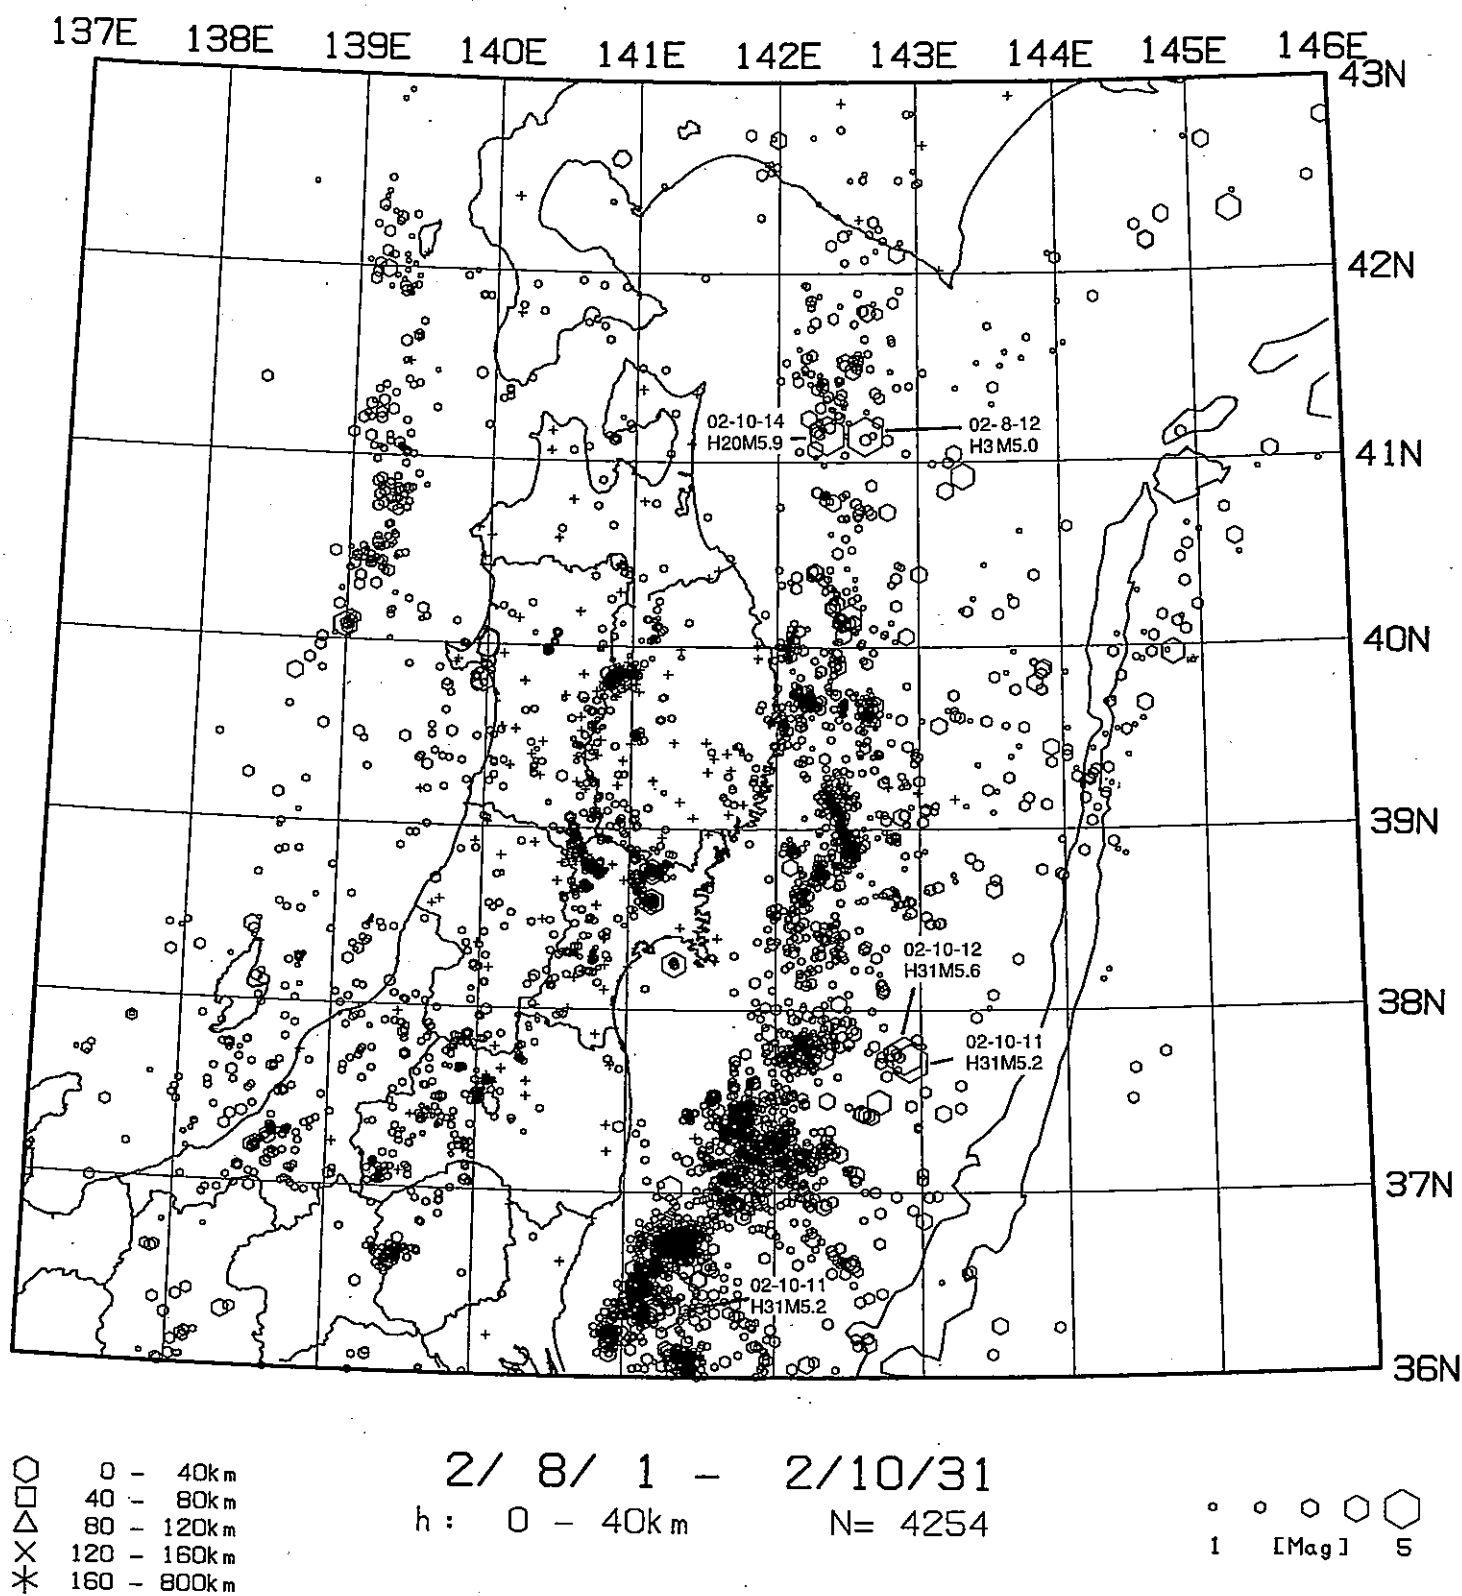 137E 138E 139E 140E 141E 142E 143E 144E 145E 146E
43N
42N
02-10-14
H20M5.9
02- 8-12
H3 M5.0
41N
40N
39N
02-10-12
H31M5.6
38N
02-10-11
H31M5.2
37N
02-10-11
H31M5.2
36N
2/ 8/ 1 - 2/10/31
h: 0 - 40km N= 4254
0 - 40km
40 - 80km
80 - 120km
120 - 160km
160 - 800km
1 [Mag] 5